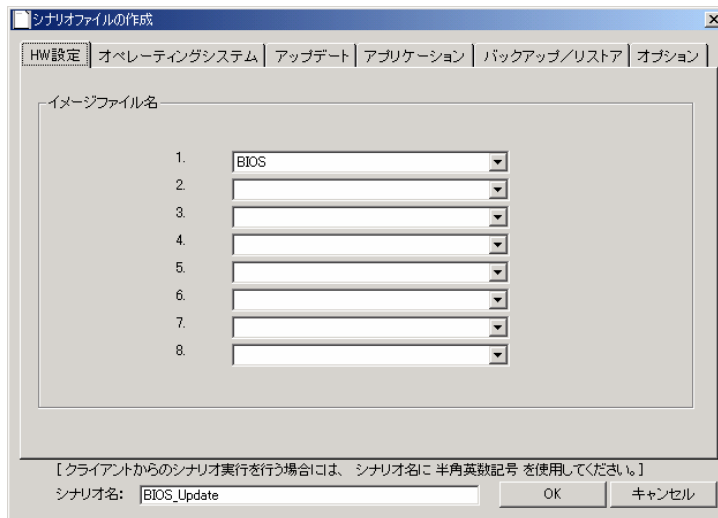 シナリオファイルの作成
HW設定 オペレーティングシステム アップデート アプリケーション バックアップ／リストア オプション
イメージファイル名
1. BIOS
2.
3.
4.
5.
6.
7.
8.
[ クライアントからのシナリオ実行を行う場合には、 シナリオ名に 半角英数記号 を使用してください。]
シナリオ名: BIOS_Update OK キャンセル